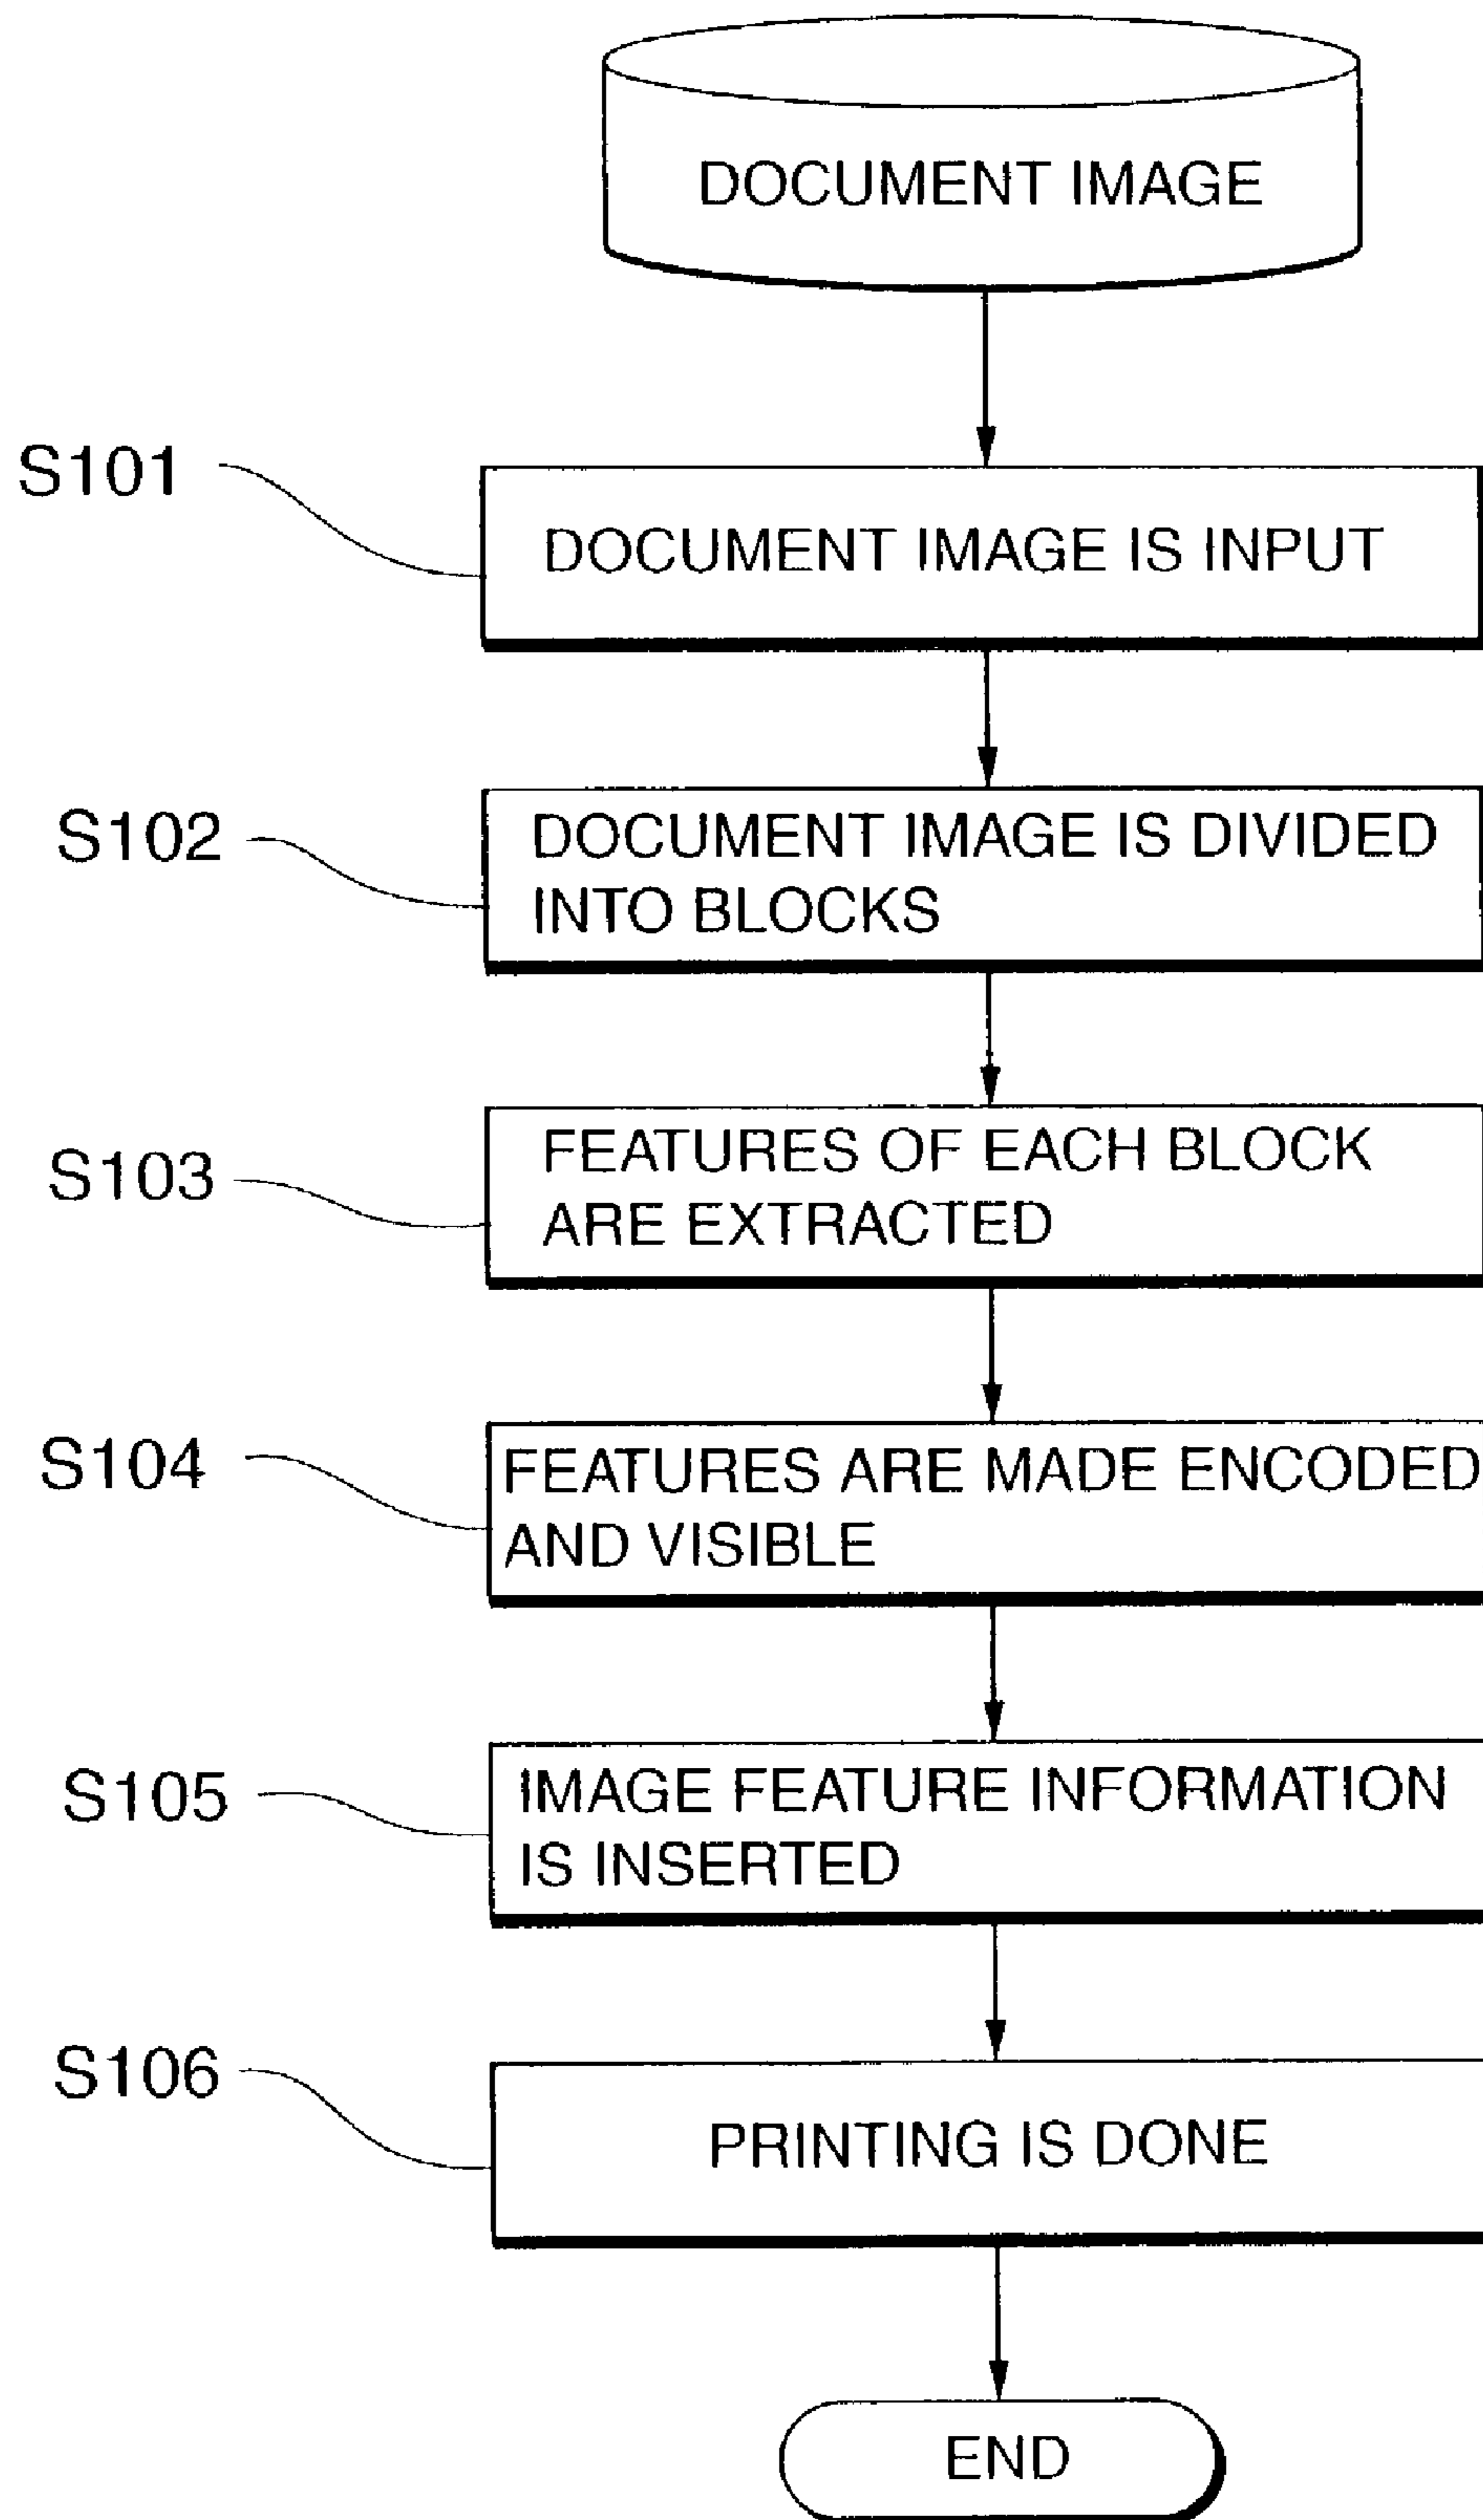 DOCUMENT IMAGE
S101
DOCUMENT IMAGE IS INPUT
S102
DOCUMENT IMAGE IS DIVIDED
INTO BLOCKS
S103
FEATURES OF EACH BLOCK
ARE EXTRACTED
S104
FEATURES ARE MADE ENCODED
AND VISIBLE
S105
IMAGE FEATURE INFORMATION
IS INSERTED
S106
PRINTING IS DONE
END